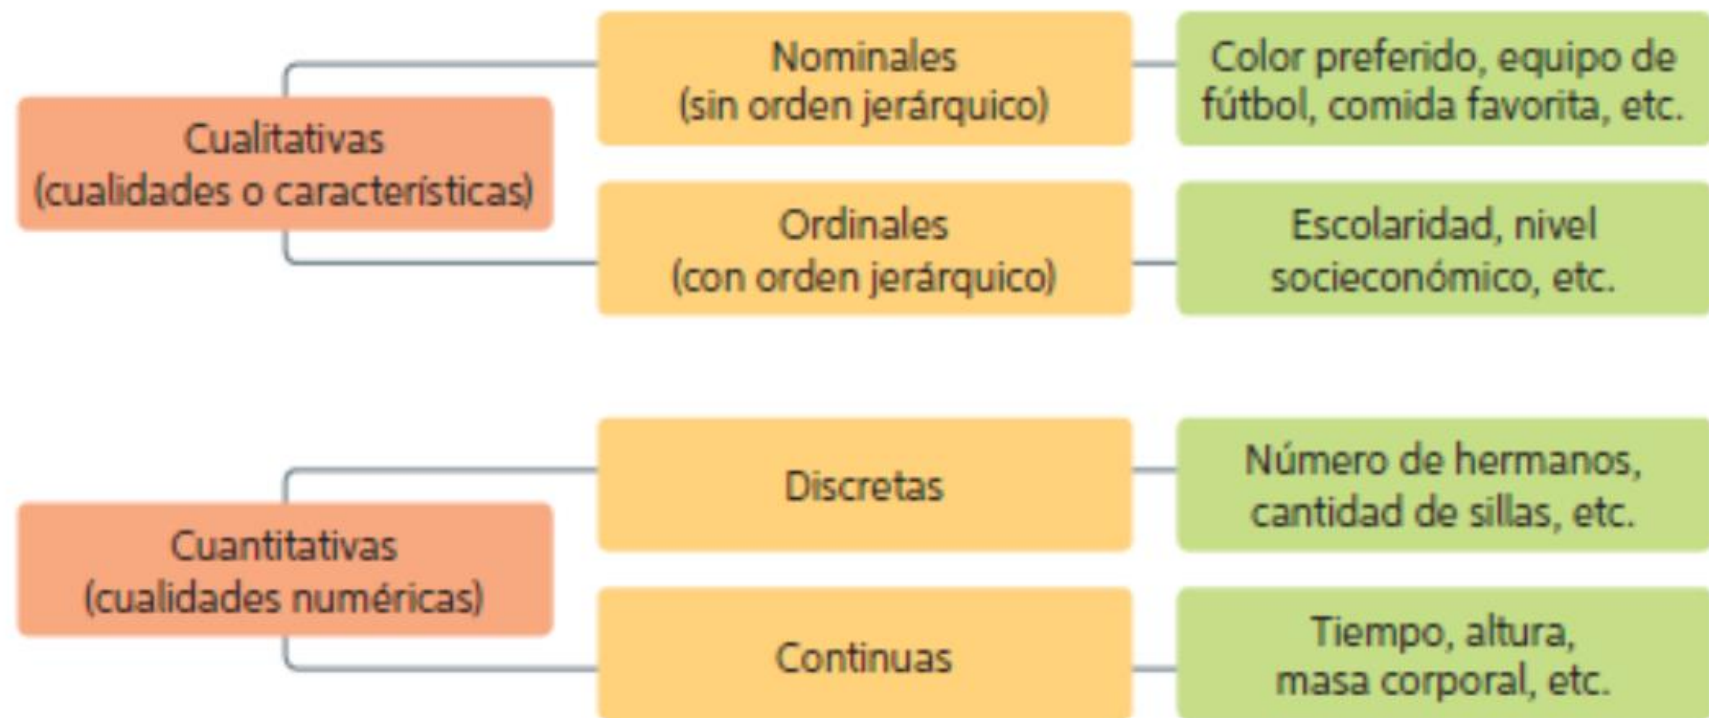 Cualitativas
(cualidades o características)
Nominales
(sin orden jerárquico)
Color preferido, equipo de
fútbol, comida favorita, etc.
Ordinales
(con orden jerárquico)
Escolaridad, nivel
socieconómico, etc.
Cuantitativas
(cualidades numéricas)
Discretas
Número de hermanos,
cantidad de sillas, etc.
Continuas
Tiempo, altura,
masa corporal, etc.